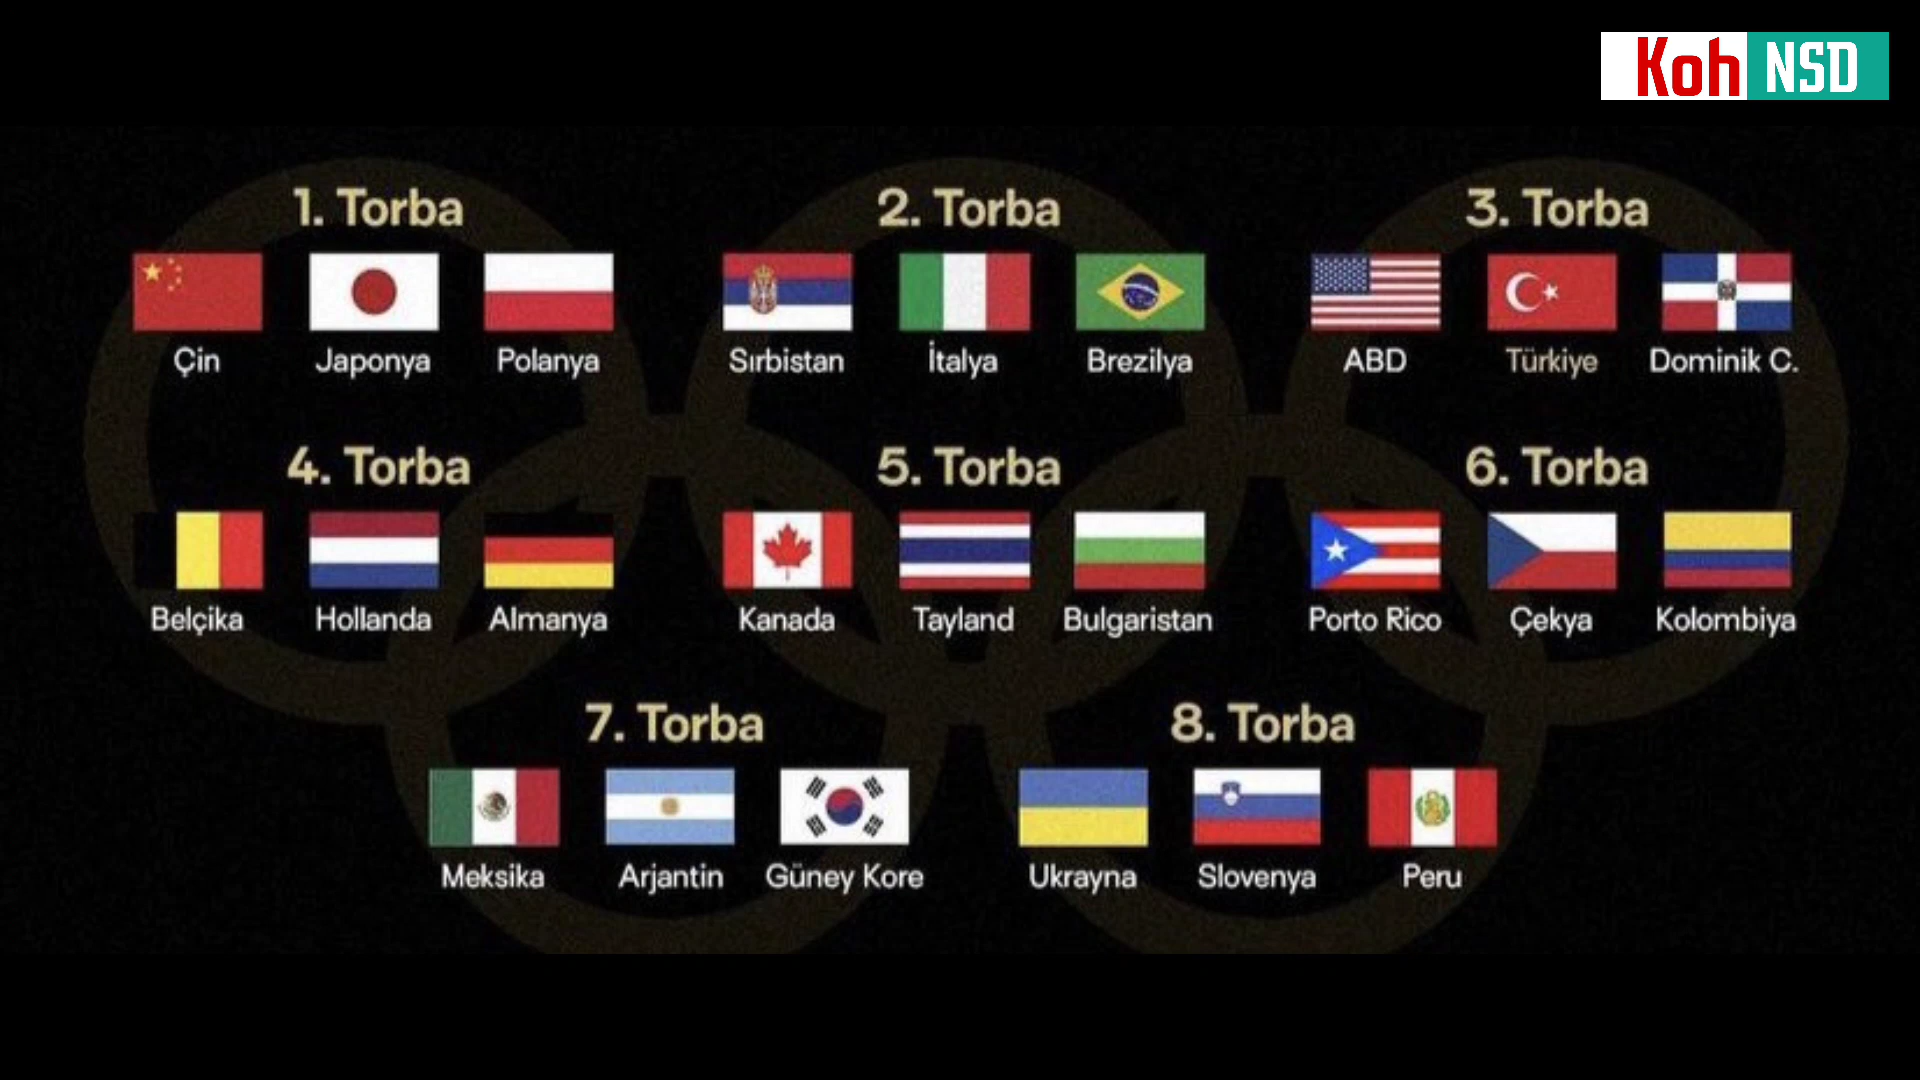 Koh NSD
1. Torba
Çin
Japonya
Polanya
2. Torba
Sırbistan
İtalya
Brezilya
3. Torba
ABD
Türkiye
Dominik C.
4. Torba
Belçika
Hollanda
Almanya
5. Torba
Kanada
Tayland
Bulgaristan
6. Torba
Porto Rico
Çekya
Kolombiya
7. Torba
Meksika
Arjantin
Güney Kore
8. Torba
Ukrayna
Slovenya
Peru